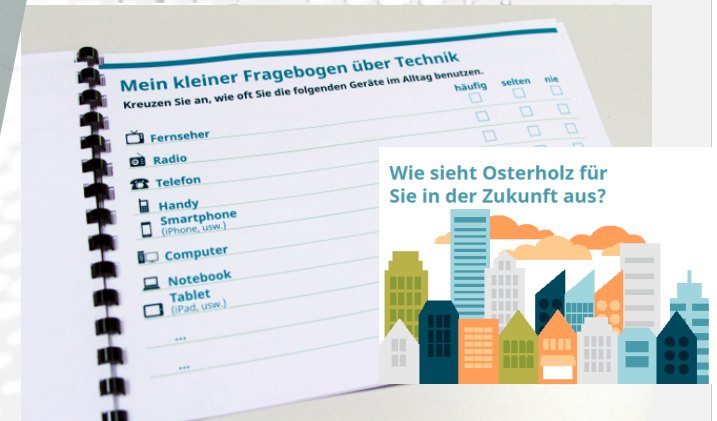 Mein kleiner Fragebogen über Technik
Kreuzen Sie an, wie oft Sie die folgenden Geräte im Alltag benutzen.
häufig selten nie
Fernseher
Radio
Telefon
Handy
Smartphone
(iPhone, usw.)
Computer
Notebook
Tablet
(iPad, usw.)
...
...
Wie sieht Osterholz für
Sie in der Zukunft aus?